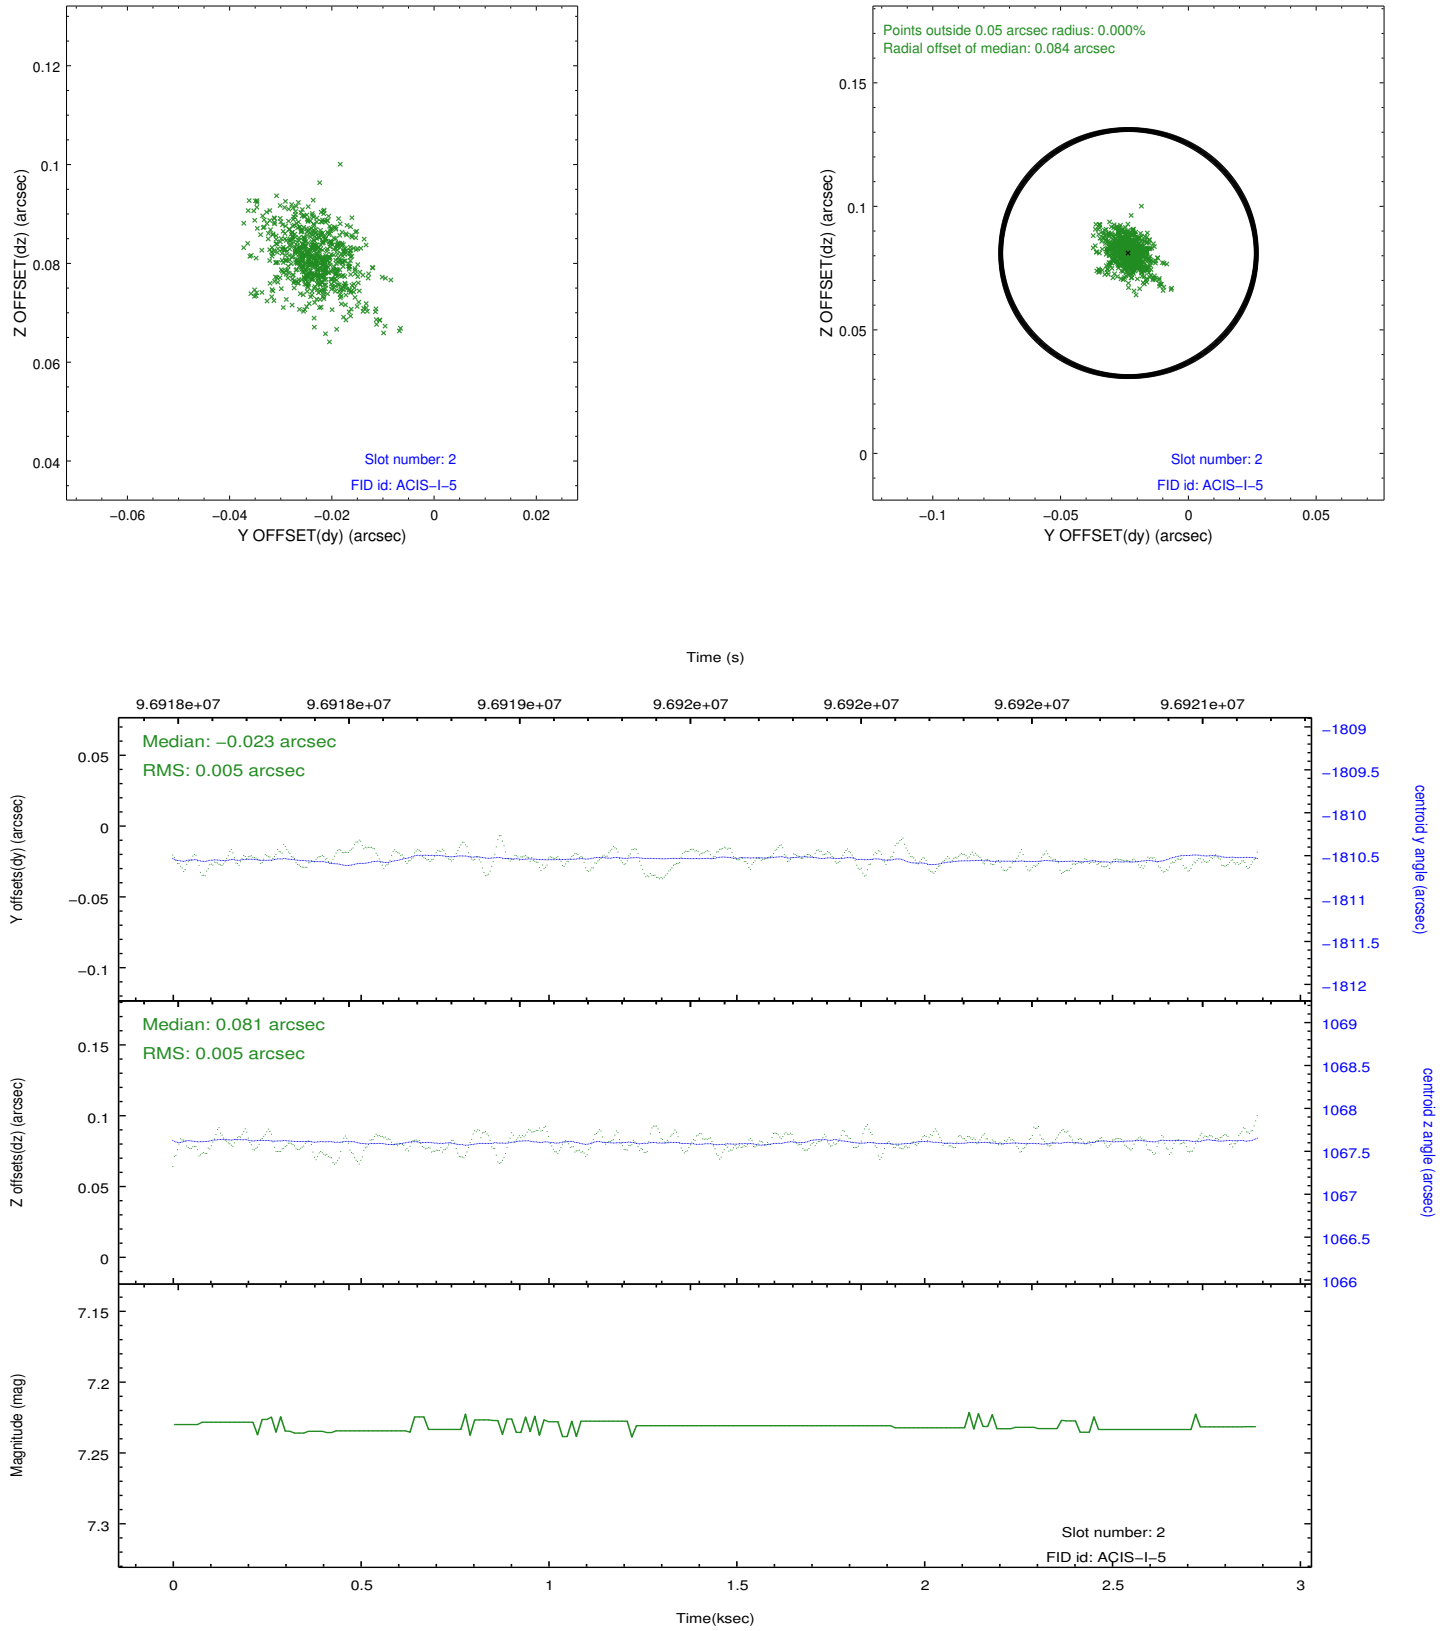 0.12
0.1
0.08
0.06
0.04
Z OFFSET(dz) (arcsec)
Slot number: 2
FID id: ACIS−I−5
−0.06
−0.04
−0.02
0
0.02
Y OFFSET(dy) (arcsec)
Points outside 0.05 arcsec radius: 0.000%
Radial offset of median: 0.084 arcsec
0.15
0.1
0.05
0
Z OFFSET(dz) (arcsec)
Slot number: 2
FID id: ACIS−I−5
−0.1
−0.05
0
0.05
Y OFFSET(dy) (arcsec)
Time (s)
9.6918e+07
9.6918e+07
9.6919e+07
9.692e+07
9.692e+07
9.692e+07
9.6921e+07
Median: −0.023 arcsec
RMS: 0.005 arcsec
0.05
0
−0.05
−0.1
Y offsets(dy) (arcsec)
−1809
−1809.5
−1810
−1810.5
−1811
−1811.5
−1812
centroid y angle (arcsec)
Median: 0.081 arcsec
RMS: 0.005 arcsec
0.15
0.1
0.05
0
Z offsets(dz) (arcsec)
1069
1068.5
1068
1067.5
1067
1066.5
1066
centroid z angle (arcsec)
7.15
7.2
7.25
7.3
Magnitude (mag)
Slot number: 2
FID id: ACIS−I−5
0
0.5
1
1.5
2
2.5
3
Time(ksec)